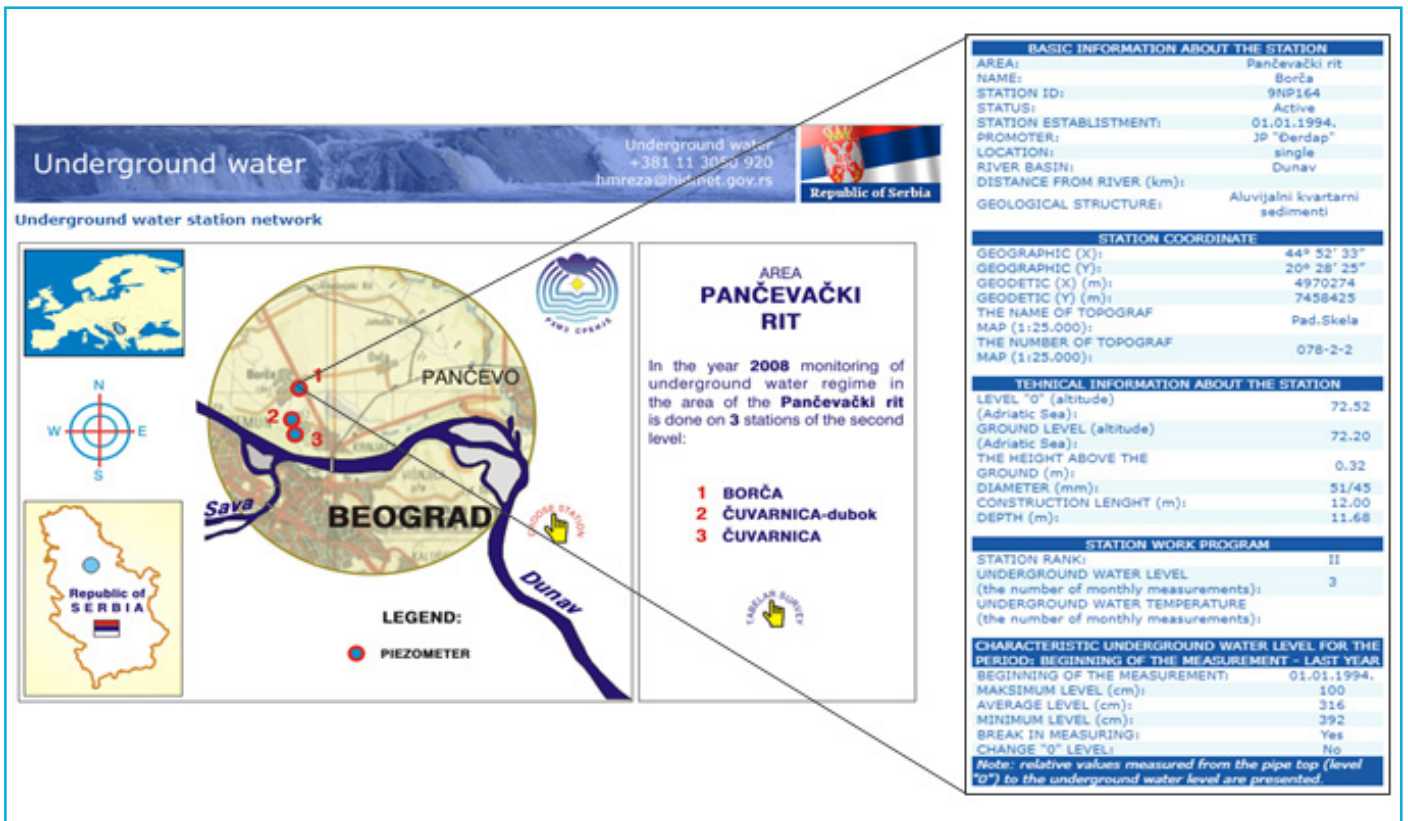 Underground water
Underground water
+381 11 3050 920
hmreza@hidmet.gov.rs
Republic of Serbia
Underground water station network
N
W
E
S
Republic of
SERBIA
РХМЗ СРБИЈЕ
Borča
Ovča
1
PANČEVO
2
3
KRNJAČA
VIŠNJICA
Sava
BEOGRAD
CHOOSE STATION
Dunav
LEGEND:
PIEZOMETER
AREA
PANČEVAČKI
RIT
In the year 2008 monitoring of
underground water regime in
the area of the Pančevački rit
is done on 3 stations of the second
level:
1 BORČA
2 ČUVARNICA-dubok
3 ČUVARNICA
TABELAR SURVEY
BASIC INFORMATION ABOUT THE STATION
AREA: Pančevački rit
NAME: Borča
STATION ID: 9NP164
STATUS: Active
STATION ESTABLISTMENT: 01.01.1994.
PROMOTER: JP "Đerdap"
LOCATION: single
RIVER BASIN: Dunav
DISTANCE FROM RIVER (km):
GEOLOGICAL STRUCTURE: Aluvijalni kvartarni
sedimenti
STATION COORDINATE
GEOGRAPHIC (X): 44° 52' 33"
GEOGRAPHIC (Y): 20° 28' 25"
GEODETIC (X) (m): 4970274
GEODETIC (Y) (m): 7458425
THE NAME OF TOPOGRAF
MAP (1:25.000): Pad.Skela
THE NUMBER OF TOPOGRAF
MAP (1:25.000): 078-2-2
TEHNICAL INFORMATION ABOUT THE STATION
LEVEL "0" (altitude)
(Adriatic Sea): 72.52
GROUND LEVEL (altitude)
(Adriatic Sea): 72.20
THE HEIGHT ABOVE THE
GROUND (m): 0.32
DIAMETER (mm): 51/45
CONSTRUCTION LENGHT (m): 12.00
DEPTH (m): 11.68
STATION WORK PROGRAM
STATION RANK: II
UNDERGROUND WATER LEVEL
(the number of monthly measurements): 3
UNDERGROUND WATER TEMPERATURE
(the number of monthly measurements):
CHARACTERISTIC UNDERGROUND WATER LEVEL FOR THE
PERIOD: BEGINNING OF THE MEASUREMENT - LAST YEAR
BEGINNING OF THE MEASUREMENT: 01.01.1994.
MAKSIMUM LEVEL (cm): 100
AVERAGE LEVEL (cm): 316
MINIMUM LEVEL (cm): 392
BREAK IN MEASURING: Yes
CHANGE "0" LEVEL: No
Note: relative values measured from the pipe top (level
"0") to the underground water level are presented.